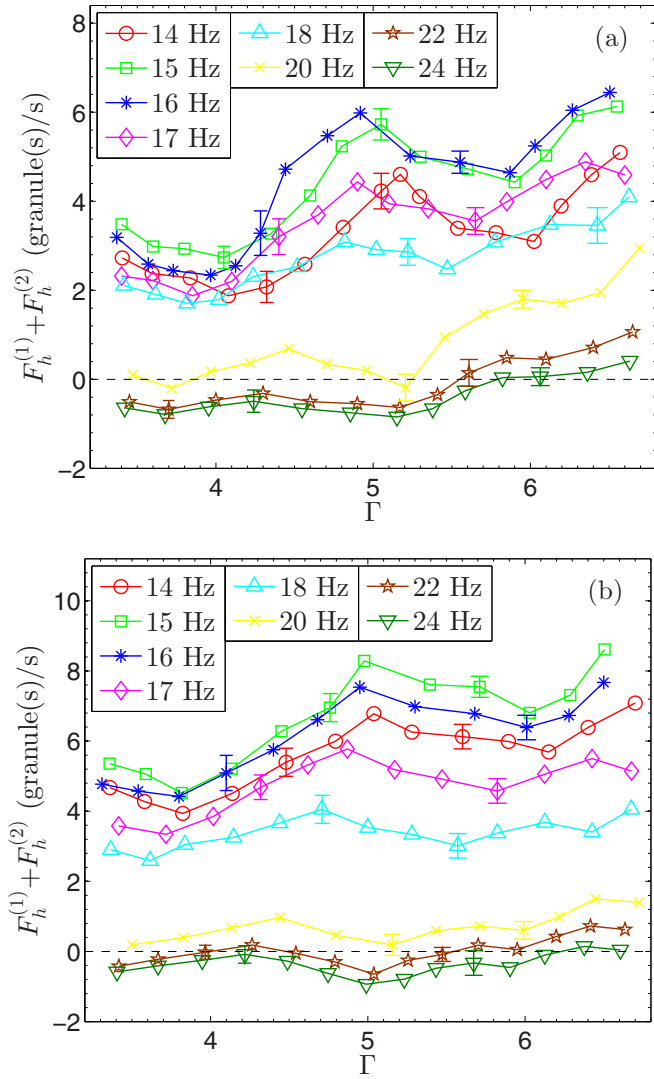 8
6
4
2
0
−2
4
5
6
Γ
F_h^(1)+F_h^(2) (granule(s)/s)
14 Hz
15 Hz
16 Hz
17 Hz
18 Hz
20 Hz
22 Hz
24 Hz
(a)
10
8
6
4
2
0
−2
4
5
6
Γ
F_h^(1)+F_h^(2) (granule(s)/s)
14 Hz
15 Hz
16 Hz
17 Hz
18 Hz
20 Hz
22 Hz
24 Hz
(b)